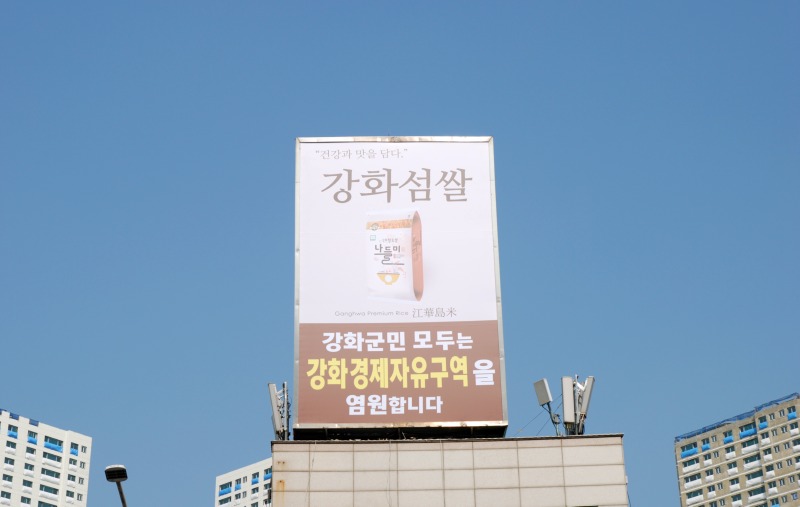 "건강과 맛을 담다."
강화섬쌀
나들미
Ganghwa Premium Rice 江華島米
강화군민 모두는
강화경제자유구역을
염원합니다